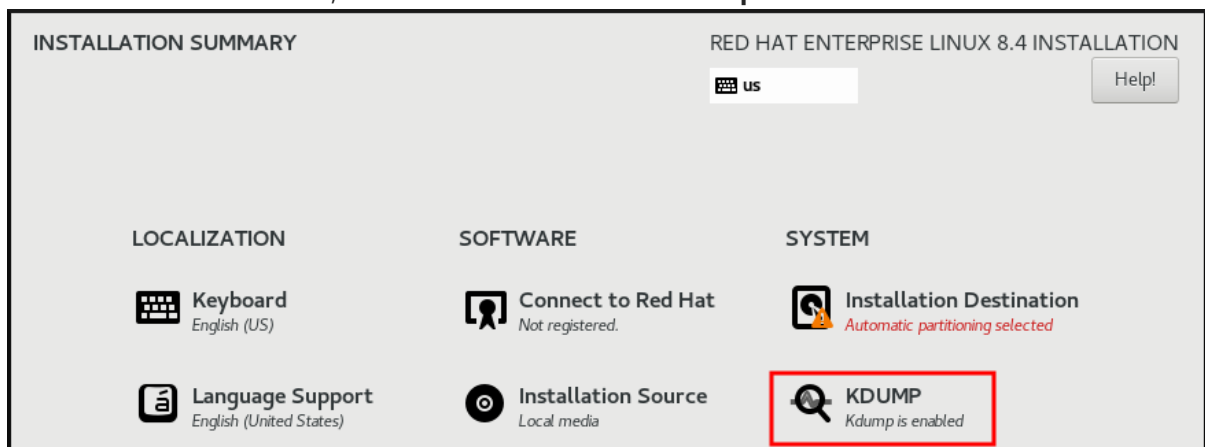 INSTALLATION SUMMARY
RED HAT ENTERPRISE LINUX 8.4 INSTALLATION
us
Help!
LOCALIZATION
SOFTWARE
SYSTEM
Keyboard
English (US)
Connect to Red Hat
Not registered.
Installation Destination
Automatic partitioning selected
á
Language Support
English (United States)
Installation Source
Local media
KDUMP
Kdump is enabled